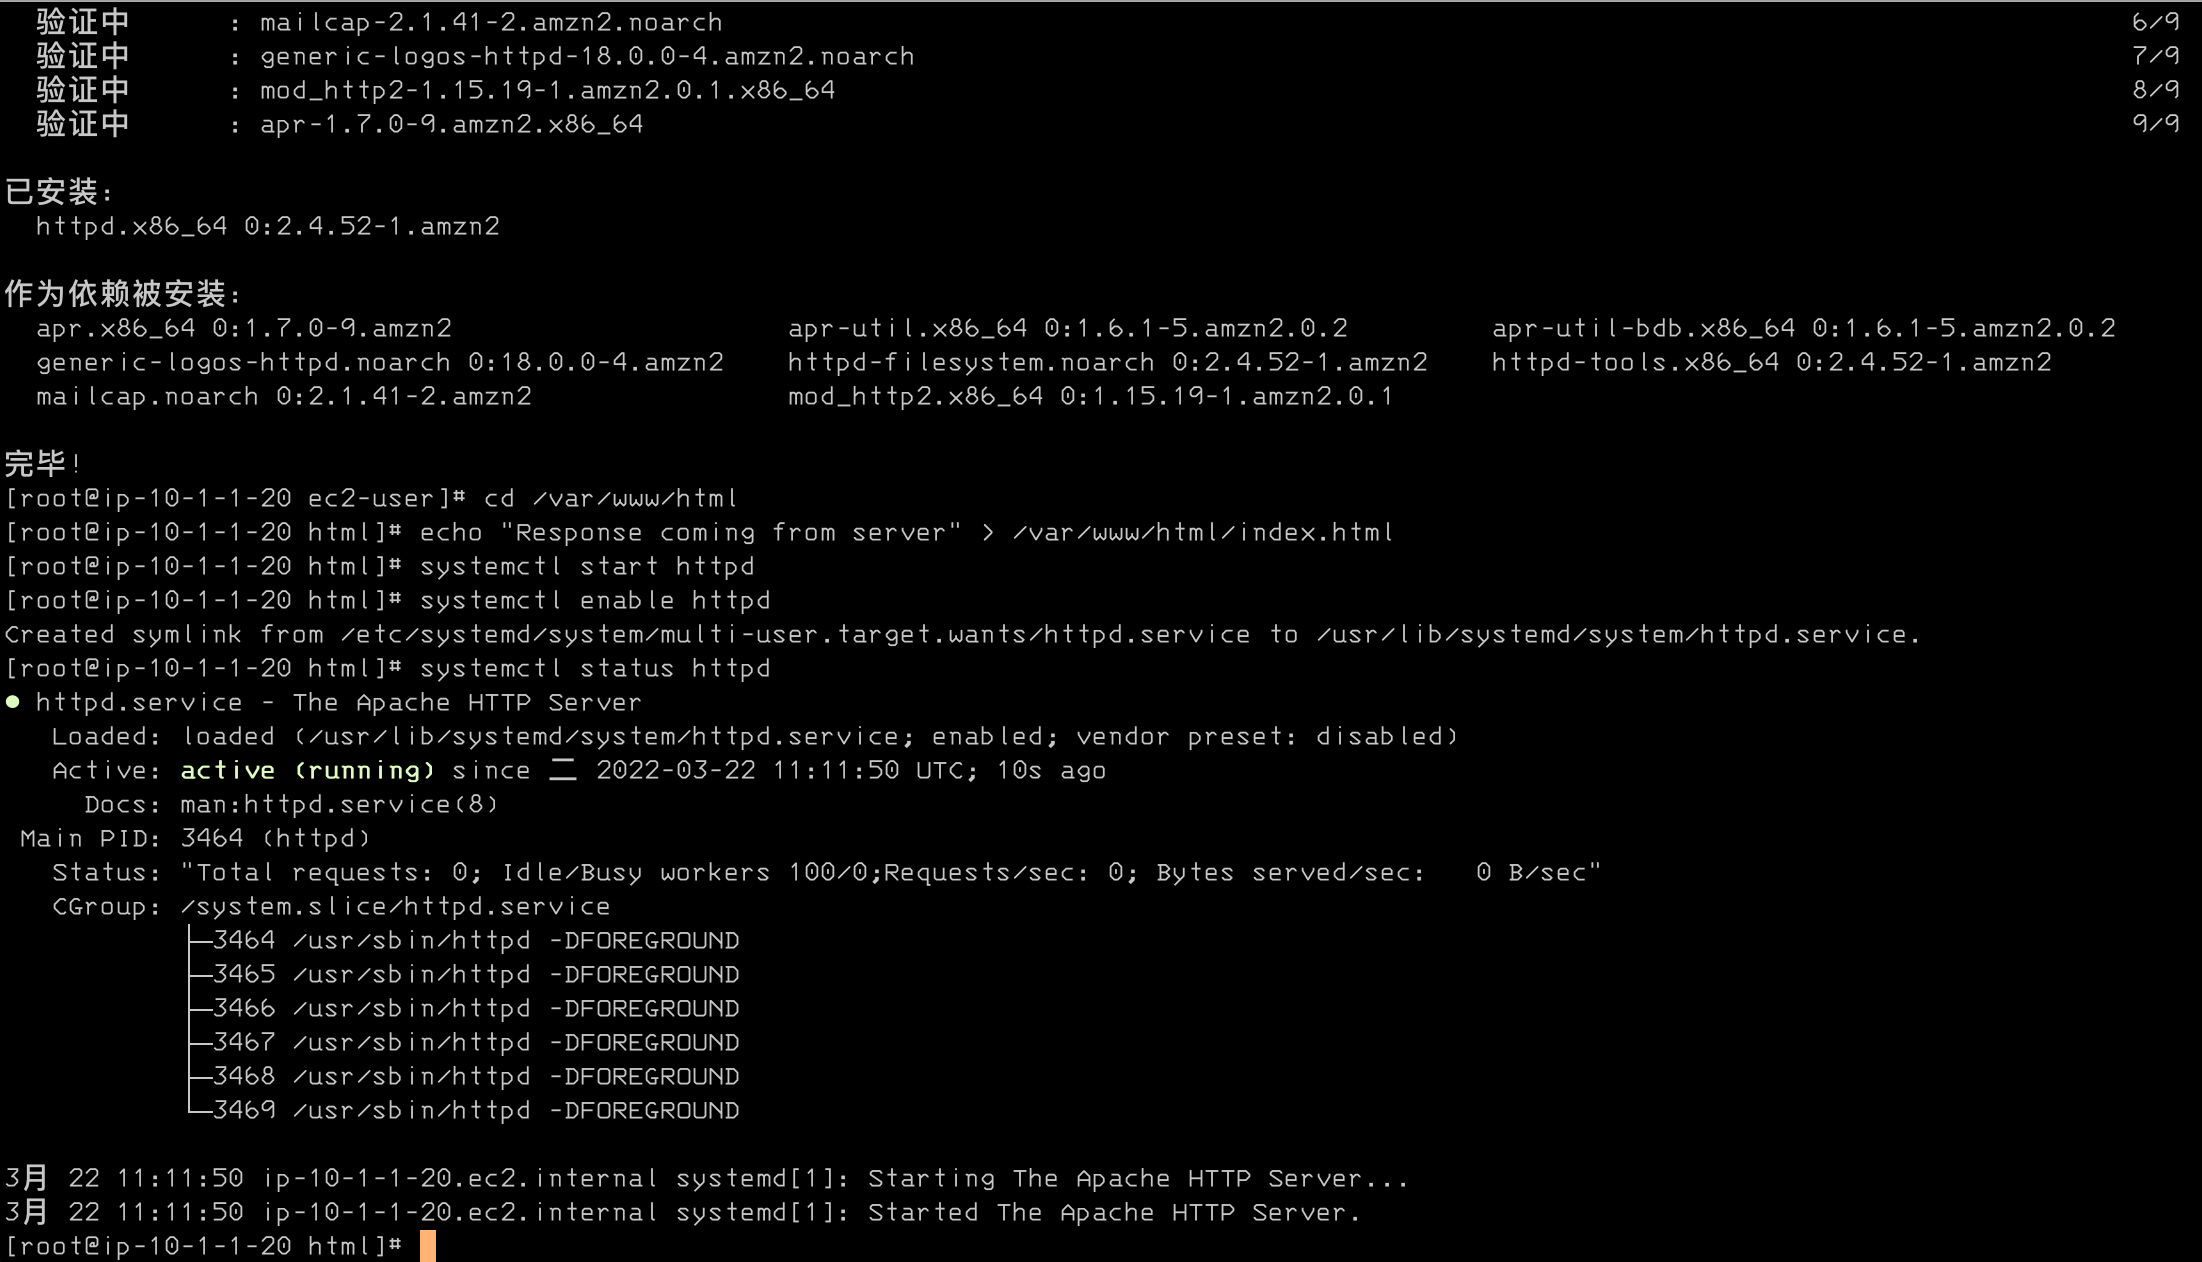 验证中 : mailcap-2.1.41-2.amzn2.noarch 6/9
验证中 : generic-logos-httpd-18.0.0-4.amzn2.noarch 7/9
验证中 : mod_http2-1.15.19-1.amzn2.0.1.x86_64 8/9
验证中 : apr-1.7.0-9.amzn2.x86_64 9/9
已安装:
httpd.x86_64 0:2.4.52-1.amzn2
作为依赖被安装:
apr.x86_64 0:1.7.0-9.amzn2 apr-util.x86_64 0:1.6.1-5.amzn2.0.2 apr-util-bdb.x86_64 0:1.6.1-5.amzn2.0.2
generic-logos-httpd.noarch 0:18.0.0-4.amzn2 httpd-filesystem.noarch 0:2.4.52-1.amzn2 httpd-tools.x86_64 0:2.4.52-1.amzn2
mailcap.noarch 0:2.1.41-2.amzn2 mod_http2.x86_64 0:1.15.19-1.amzn2.0.1
完毕!
[root@ip-10-1-1-20 ec2-user]# cd /var/www/html
[root@ip-10-1-1-20 html]# echo "Response coming from server" > /var/www/html/index.html
[root@ip-10-1-1-20 html]# systemctl start httpd
[root@ip-10-1-1-20 html]# systemctl enable httpd
Created symlink from /etc/systemd/system/multi-user.target.wants/httpd.service to /usr/lib/systemd/system/httpd.service.
[root@ip-10-1-1-20 html]# systemctl status httpd
● httpd.service - The Apache HTTP Server
Loaded: loaded (/usr/lib/systemd/system/httpd.service; enabled; vendor preset: disabled)
Active: active (running) since 二 2022-03-22 11:11:50 UTC; 10s ago
Docs: man:httpd.service(8)
Main PID: 3464 (httpd)
Status: "Total requests: 0; Idle/Busy workers 100/0;Requests/sec: 0; Bytes served/sec:   0 B/sec"
CGroup: /system.slice/httpd.service
├─3464 /usr/sbin/httpd -DFOREGROUND
├─3465 /usr/sbin/httpd -DFOREGROUND
├─3466 /usr/sbin/httpd -DFOREGROUND
├─3467 /usr/sbin/httpd -DFOREGROUND
├─3468 /usr/sbin/httpd -DFOREGROUND
└─3469 /usr/sbin/httpd -DFOREGROUND
3月 22 11:11:50 ip-10-1-1-20.ec2.internal systemd[1]: Starting The Apache HTTP Server...
3月 22 11:11:50 ip-10-1-1-20.ec2.internal systemd[1]: Started The Apache HTTP Server.
[root@ip-10-1-1-20 html]#